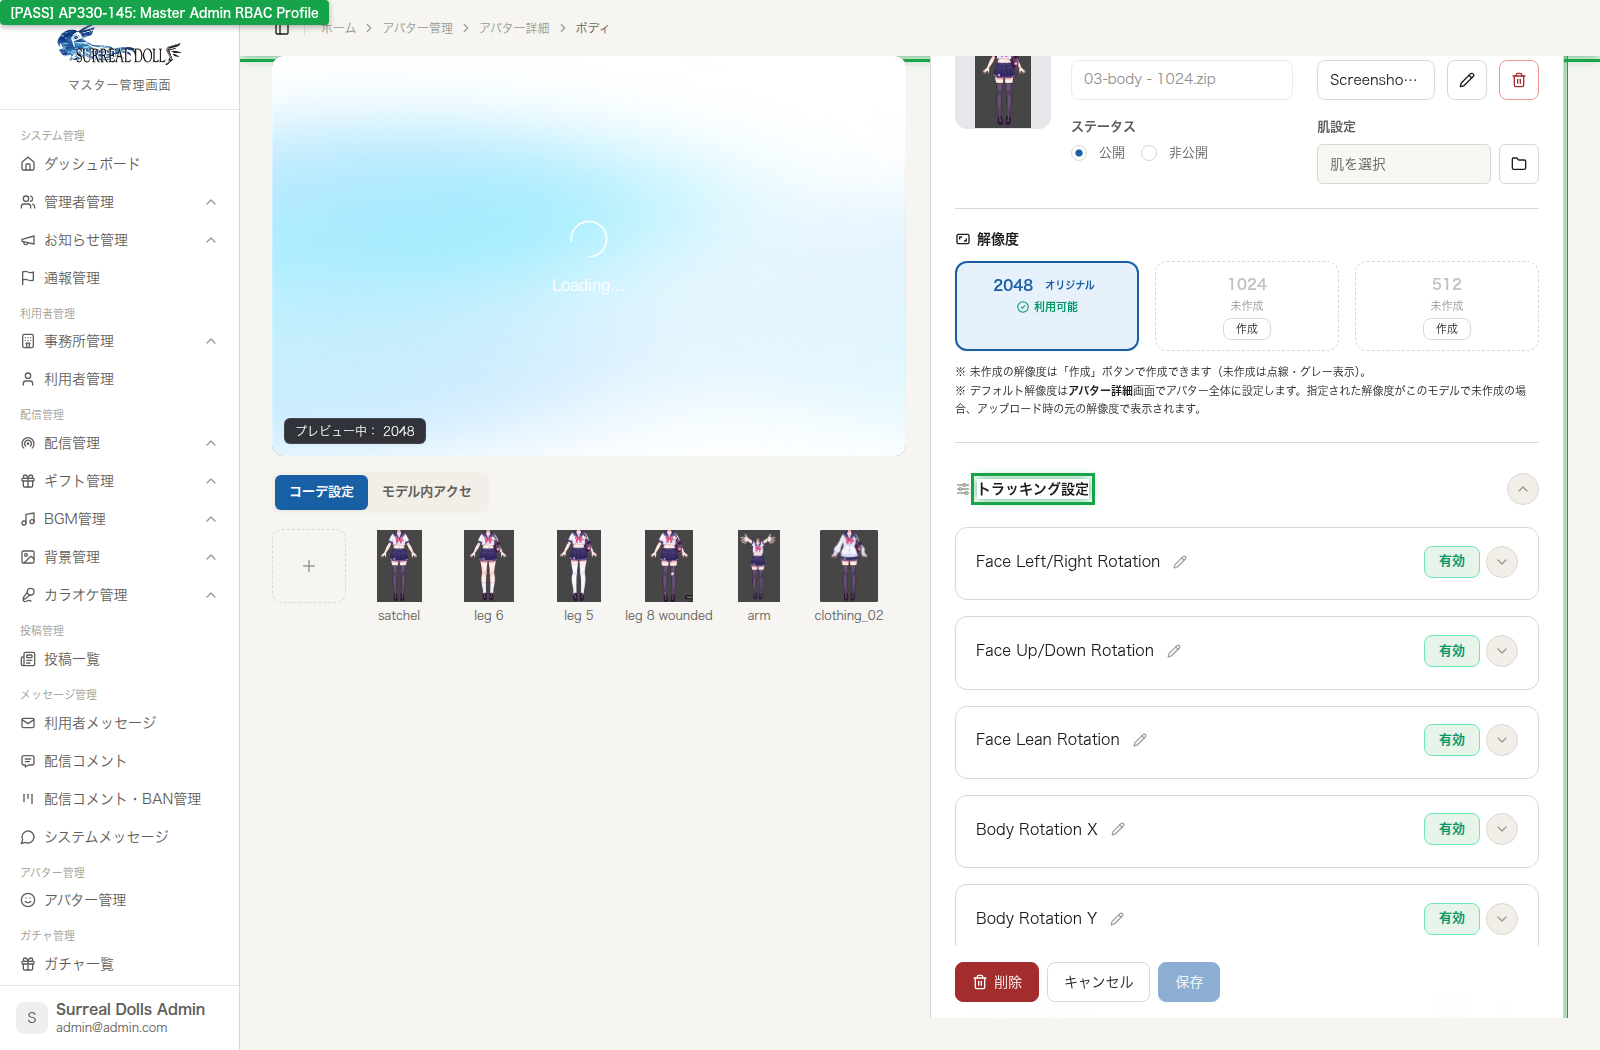 [PASS] AP330-145: Master Admin RBAC Profile
SURREAL DOLL
マスター管理画面
システム管理
ダッシュボード
管理者管理
お知らせ管理
通報管理
利用者管理
事務所管理
利用者管理
配信管理
配信管理
ギフト管理
BGM管理
背景管理
カラオケ管理
投稿管理
投稿一覧
メッセージ管理
利用者メッセージ
配信コメント
配信コメント・BAN管理
システムメッセージ
アバター管理
アバター管理
ガチャ管理
ガチャ一覧
S
Surreal Dolls Admin
admin@admin.com
ホーム > アバター管理 > アバター詳細 > ボディ
Loading...
プレビュー中： 2048
コーデ設定
モデル内アクセ
satchel
leg 6
leg 5
leg 8 wounded
arm
clothing_02
03-body - 1024.zip
Screensho…
ステータス
公開
非公開
肌設定
肌を選択
解像度
2048 オリジナル
利用可能
1024
未作成
作成
512
未作成
作成
※ 未作成の解像度は「作成」ボタンで作成できます（未作成は点線・グレー表示）。
※ デフォルト解像度はアバター詳細画面でアバター全体に設定します。指定された解像度がこのモデルで未作成の場
合、アップロード時の元の解像度で表示されます。
トラッキング設定
Face Left/Right Rotation
有効
Face Up/Down Rotation
有効
Face Lean Rotation
有効
Body Rotation X
有効
Body Rotation Y
有効
削除
キャンセル
保存